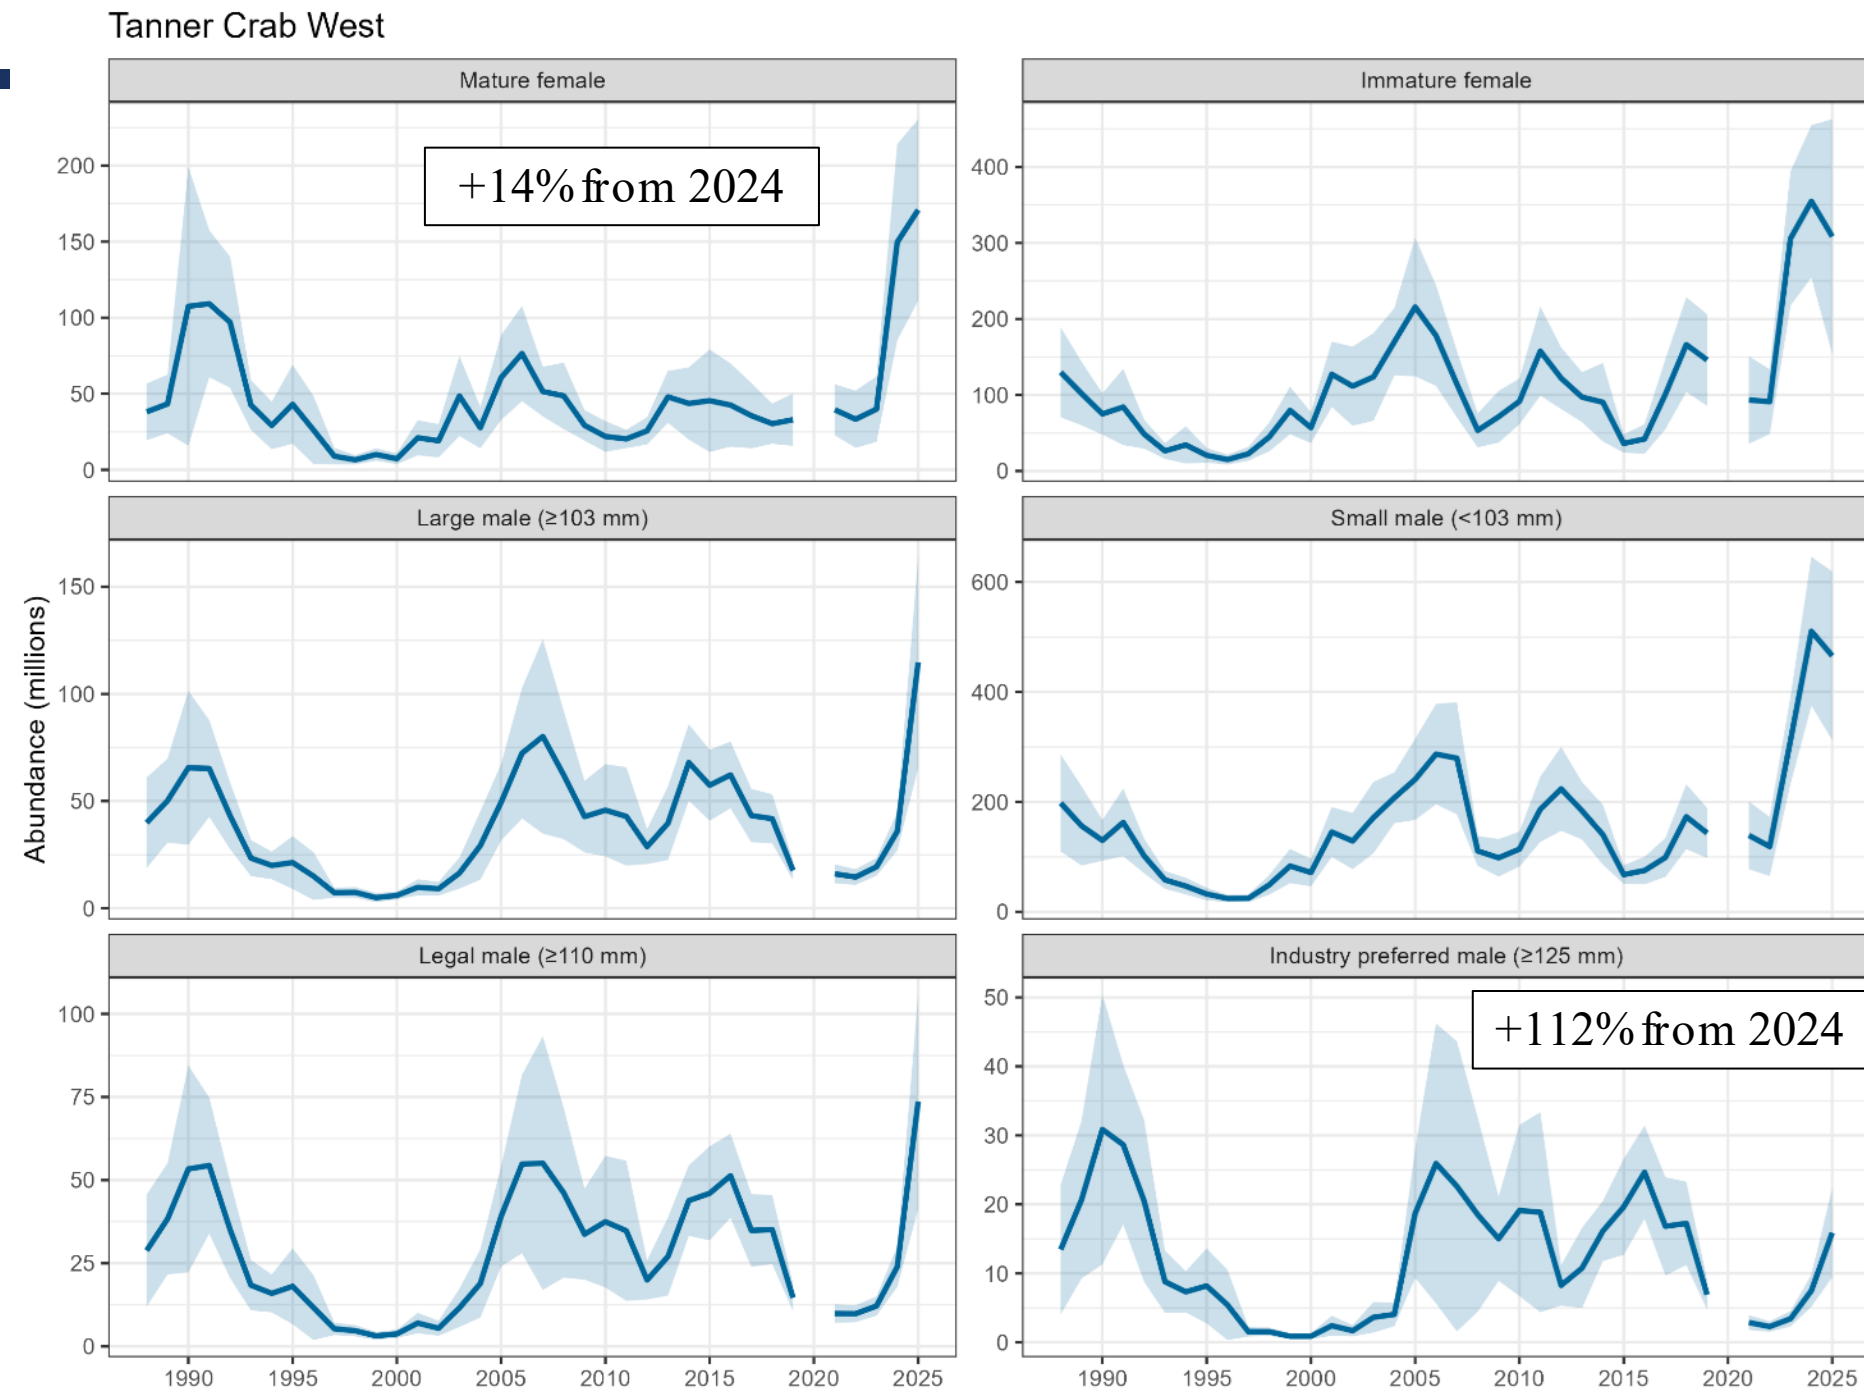 Tanner Crab West
Mature female
+14% from 2024
200
150
100
50
0
Immature female
400
300
200
100
0
Abundance (millions)
Large male (≥103 mm)
150
100
50
0
Small male (<103 mm)
600
400
200
0
Legal male (≥110 mm)
100
75
50
25
0
1990 1995 2000 2005 2010 2015 2020 2025
Industry preferred male (≥125 mm)
+112% from 2024
50
40
30
20
10
0
1990 1995 2000 2005 2010 2015 2020 2025